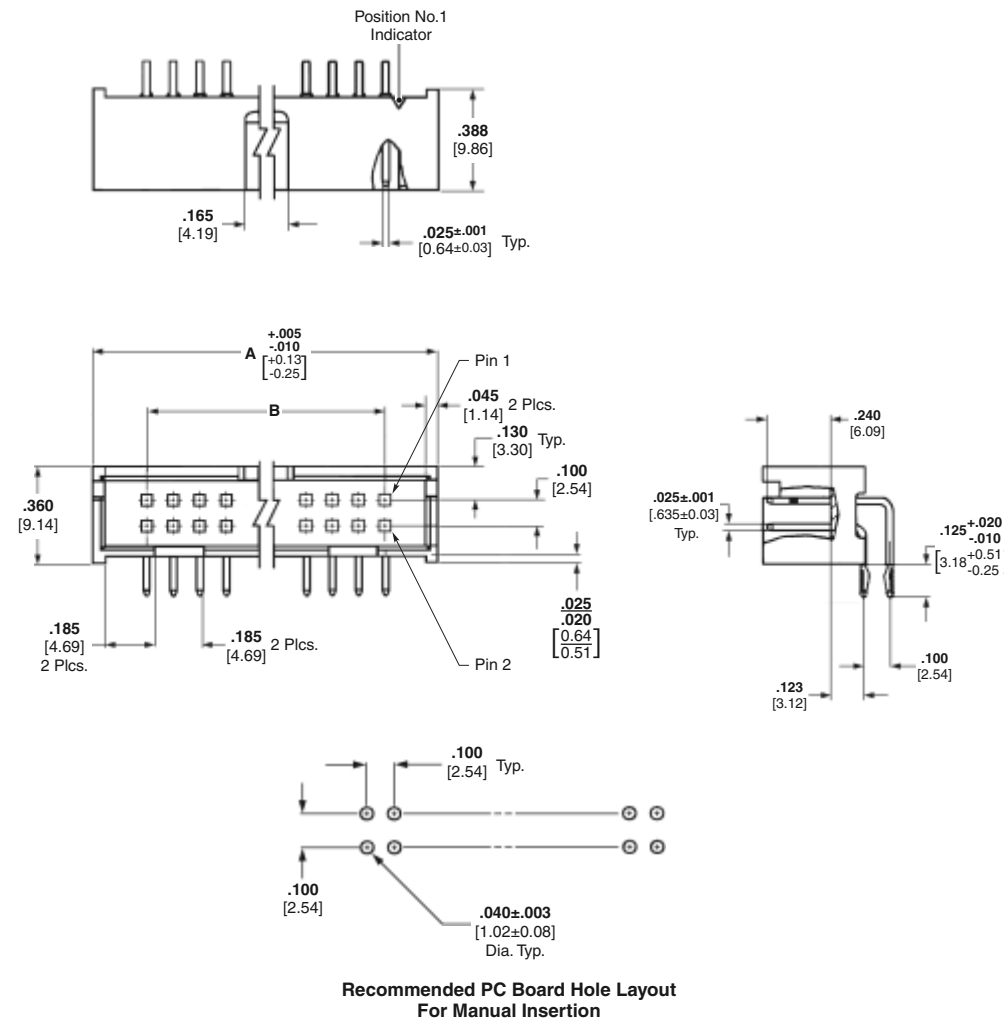 Position No.1
Indicator
.388
[9.86]
.165
[4.19]
.025±.001
[0.64±0.03] Typ.
A +.005
-.010
[+0.13
-0.25]
Pin 1
B
.045
[1.14] 2 Plcs.
.130
[3.30] Typ.
.100
[2.54]
.360
[9.14]
.025
.020
[0.64
0.51]
.185
[4.69]
2 Plcs.
.185
[4.69] 2 Plcs.
Pin 2
.240
[6.09]
.025±.001
[.635±0.03]
Typ.
.125+.020
-.010
[3.18+0.51
-0.25
.100
[2.54]
.123
[3.12]
.100
[2.54] Typ.
.100
[2.54]
.040±.003
[1.02±0.08]
Dia. Typ.
Recommended PC Board Hole Layout
For Manual Insertion